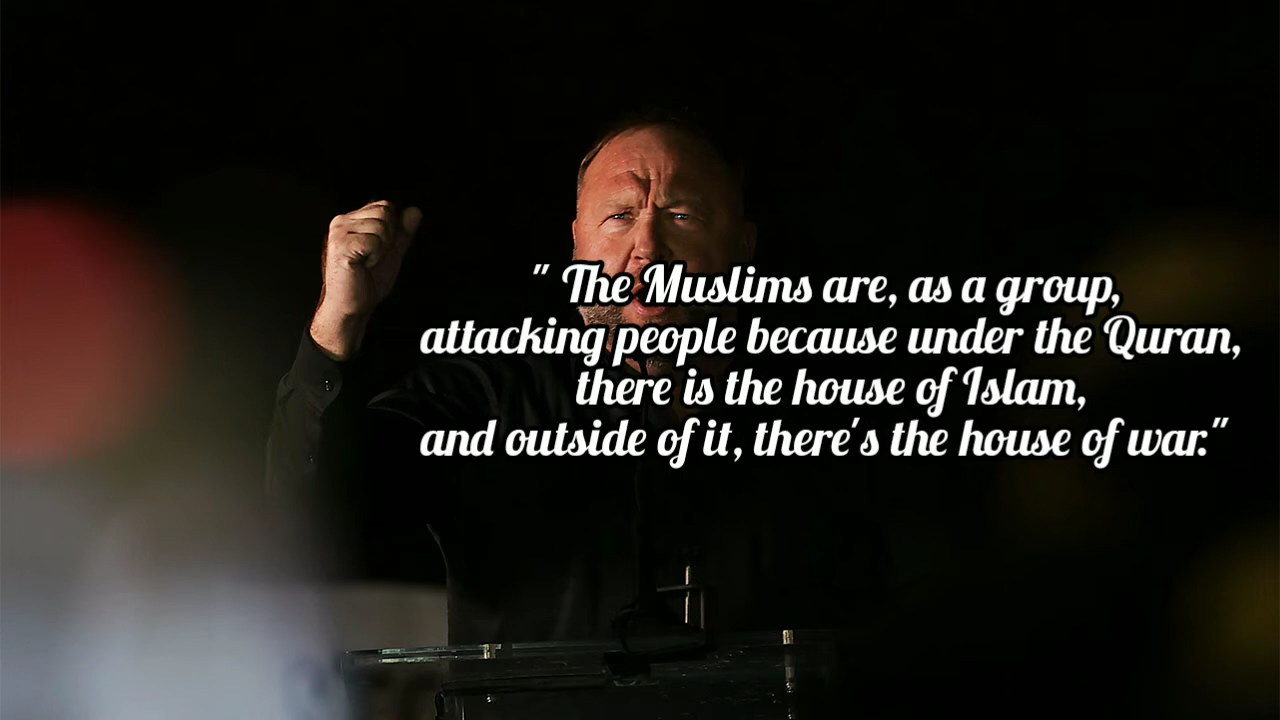 " The Muslims are, as a group,
attacking people because under the Quran,
there is the house of Islam,
and outside of it, there's the house of war."